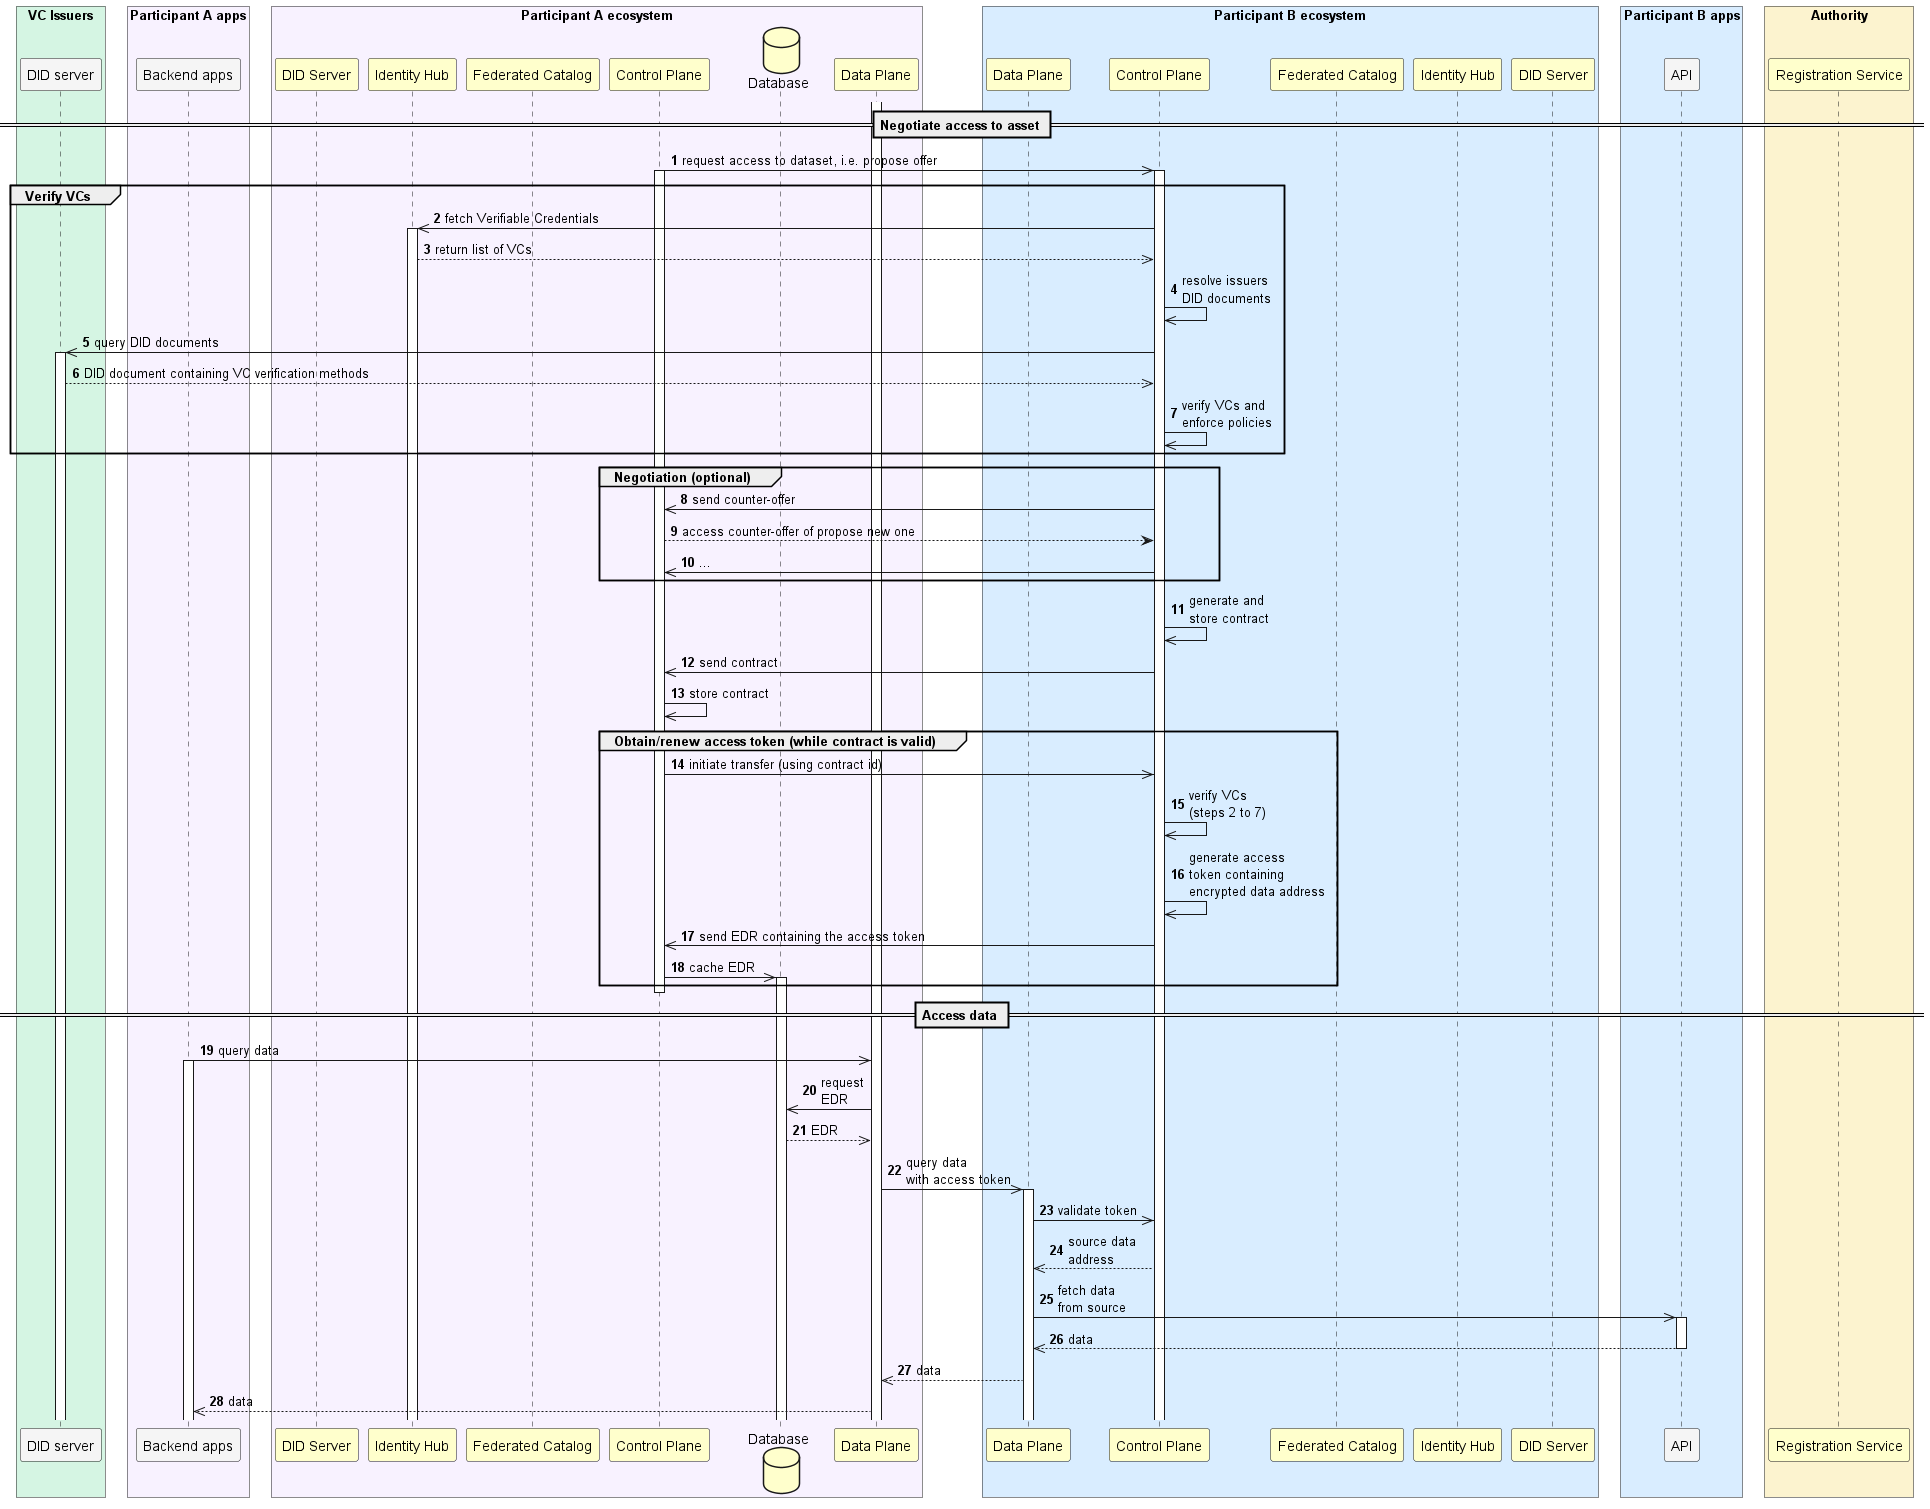 VC Issuers
Participant A apps
Participant A ecosystem
Participant B ecosystem
Participant B apps
Authority
DID server
Backend apps
DID Server
Identity Hub
Federated Catalog
Control Plane
Database
Data Plane
Data Plane
Control Plane
Federated Catalog
Identity Hub
DID Server
API
Registration Service
Negotiate access to asset
1 request access to dataset, i.e. propose offer
Verify VCs
2 fetch Verifiable Credentials
3 return list of VCs
4 resolve issuers
DID documents
5 query DID documents
6 DID document containing VC verification methods
7 verify VCs and
enforce policies
Negotiation (optional)
8 send counter-offer
9 access counter-offer of propose new one
10 ...
11 generate and
store contract
12 send contract
13 store contract
Obtain/renew access token (while contract is valid)
14 initiate transfer (using contract id)
15 verify VCs
(steps 2 to 7)
generate access
16 token containing
encrypted data address
17 send EDR containing the access token
18 cache EDR
Access data
19 query data
20 request
EDR
21 EDR
22 query data
with access token
23 validate token
24 source data
address
25 fetch data
from source
26 data
27 data
28 data
DID server
Backend apps
DID Server
Identity Hub
Federated Catalog
Control Plane
Database
Data Plane
Data Plane
Control Plane
Federated Catalog
Identity Hub
DID Server
API
Registration Service